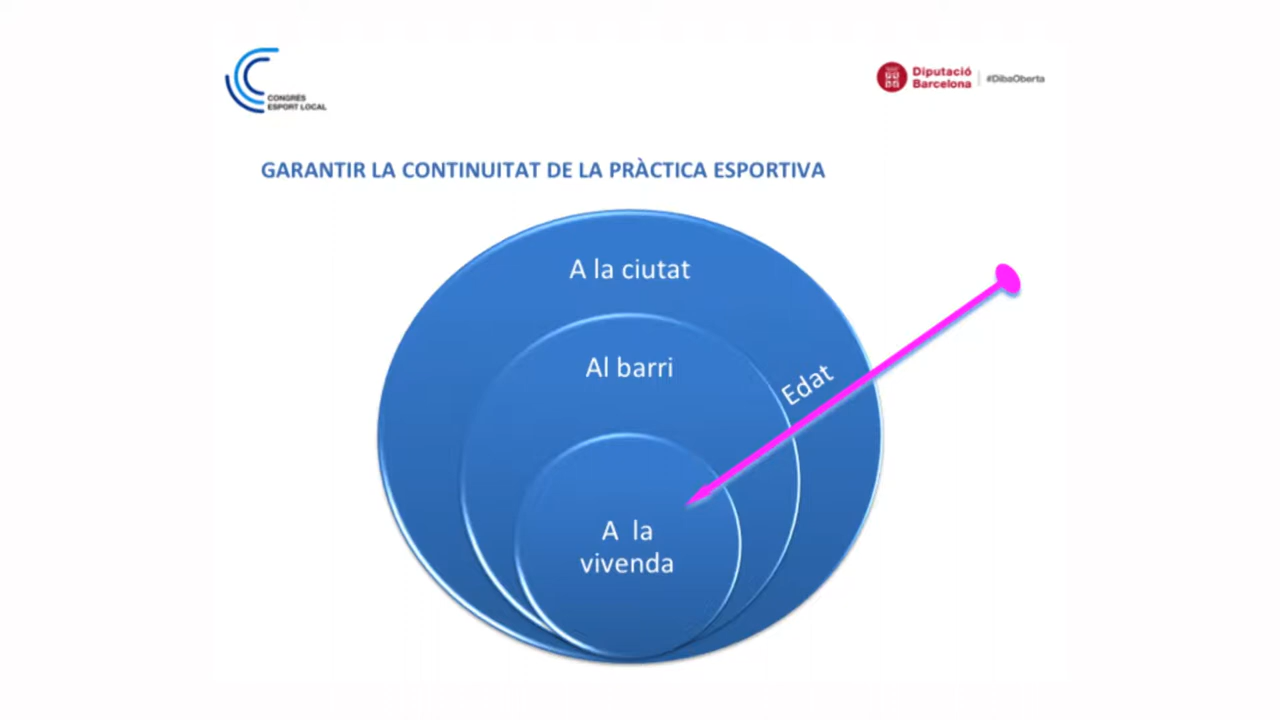 CONGRÉS
ESPORT LOCAL
Diputació
Barcelona
#DibaOberta
GARANTIR LA CONTINUITAT DE LA PRÀCTICA ESPORTIVA
A la ciutat
Al barri
Edat
A la
vivenda